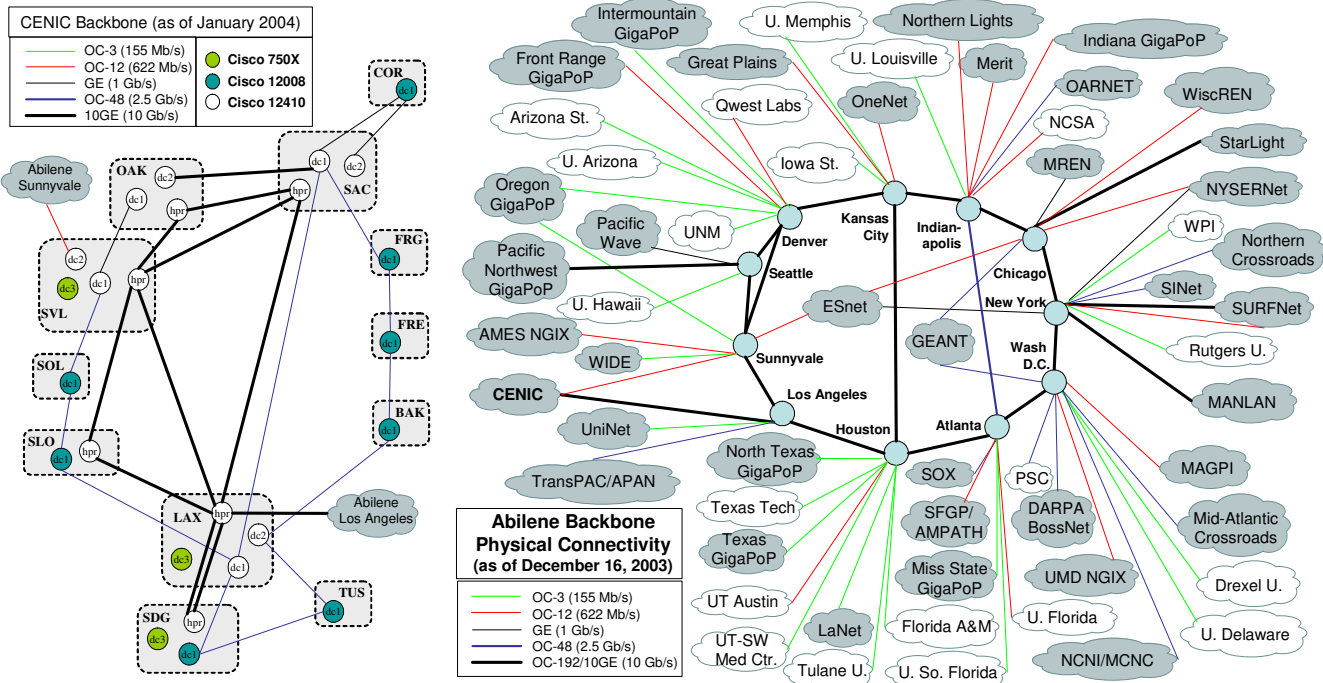 CENIC Backbone (as of January 2004)
OC-3 (155 Mb/s)
OC-12 (622 Mb/s)
GE (1 Gb/s)
OC-48 (2.5 Gb/s)
10GE (10 Gb/s)
Cisco 750X
Cisco 12008
Cisco 12410
COR
dc1
dc1
dc2
hpr
SAC
OAK
dc2
dc1
hpr
Abilene
Sunnyvale
dc2
dc3
dc1
hpr
SVL
FRG
dc1
FRE
dc1
SOL
dc1
BAK
dc1
SLO
dc1
hpr
LAX
hpr
dc2
dc3
dc1
Abilene
Los Angeles
TUS
dc1
SDG
hpr
dc3
dc1
Intermountain
GigaPoP
U. Memphis
Northern Lights
Indiana GigaPoP
Front Range
GigaPoP
Great Plains
U. Louisville
Merit
Qwest Labs
OneNet
OARNET
WiscREN
Arizona St.
NCSA
StarLight
U. Arizona
Iowa St.
MREN
Oregon
GigaPoP
NYSERNet
Pacific
Wave
UNM
WPI
Northern
Crossroads
Pacific
Northwest
GigaPoP
Denver
Kansas
City
Indian-
apolis
Seattle
Chicago
SINet
U. Hawaii
ESnet
New York
SURFNet
AMES NGIX
WIDE
Sunnyvale
GEANT
Wash
D.C.
Rutgers U.
CENIC
Los Angeles
MANLAN
UniNet
Houston
Atlanta
North Texas
GigaPoP
TransPAC/APAN
SOX
PSC
MAGPI
Texas Tech
SFGP/
AMPATH
DARPA
BossNet
Mid-Atlantic
Crossroads
Texas
GigaPoP
Miss State
GigaPoP
UMD NGIX
Drexel U.
UT Austin
LaNet
Florida A&M
U. Florida
U. Delaware
UT-SW
Med Ctr.
Tulane U.
U. So. Florida
NCNI/MCNC
Abilene Backbone
Physical Connectivity
(as of December 16, 2003)
OC-3 (155 Mb/s)
OC-12 (622 Mb/s)
GE (1 Gb/s)
OC-48 (2.5 Gb/s)
OC-192/10GE (10 Gb/s)